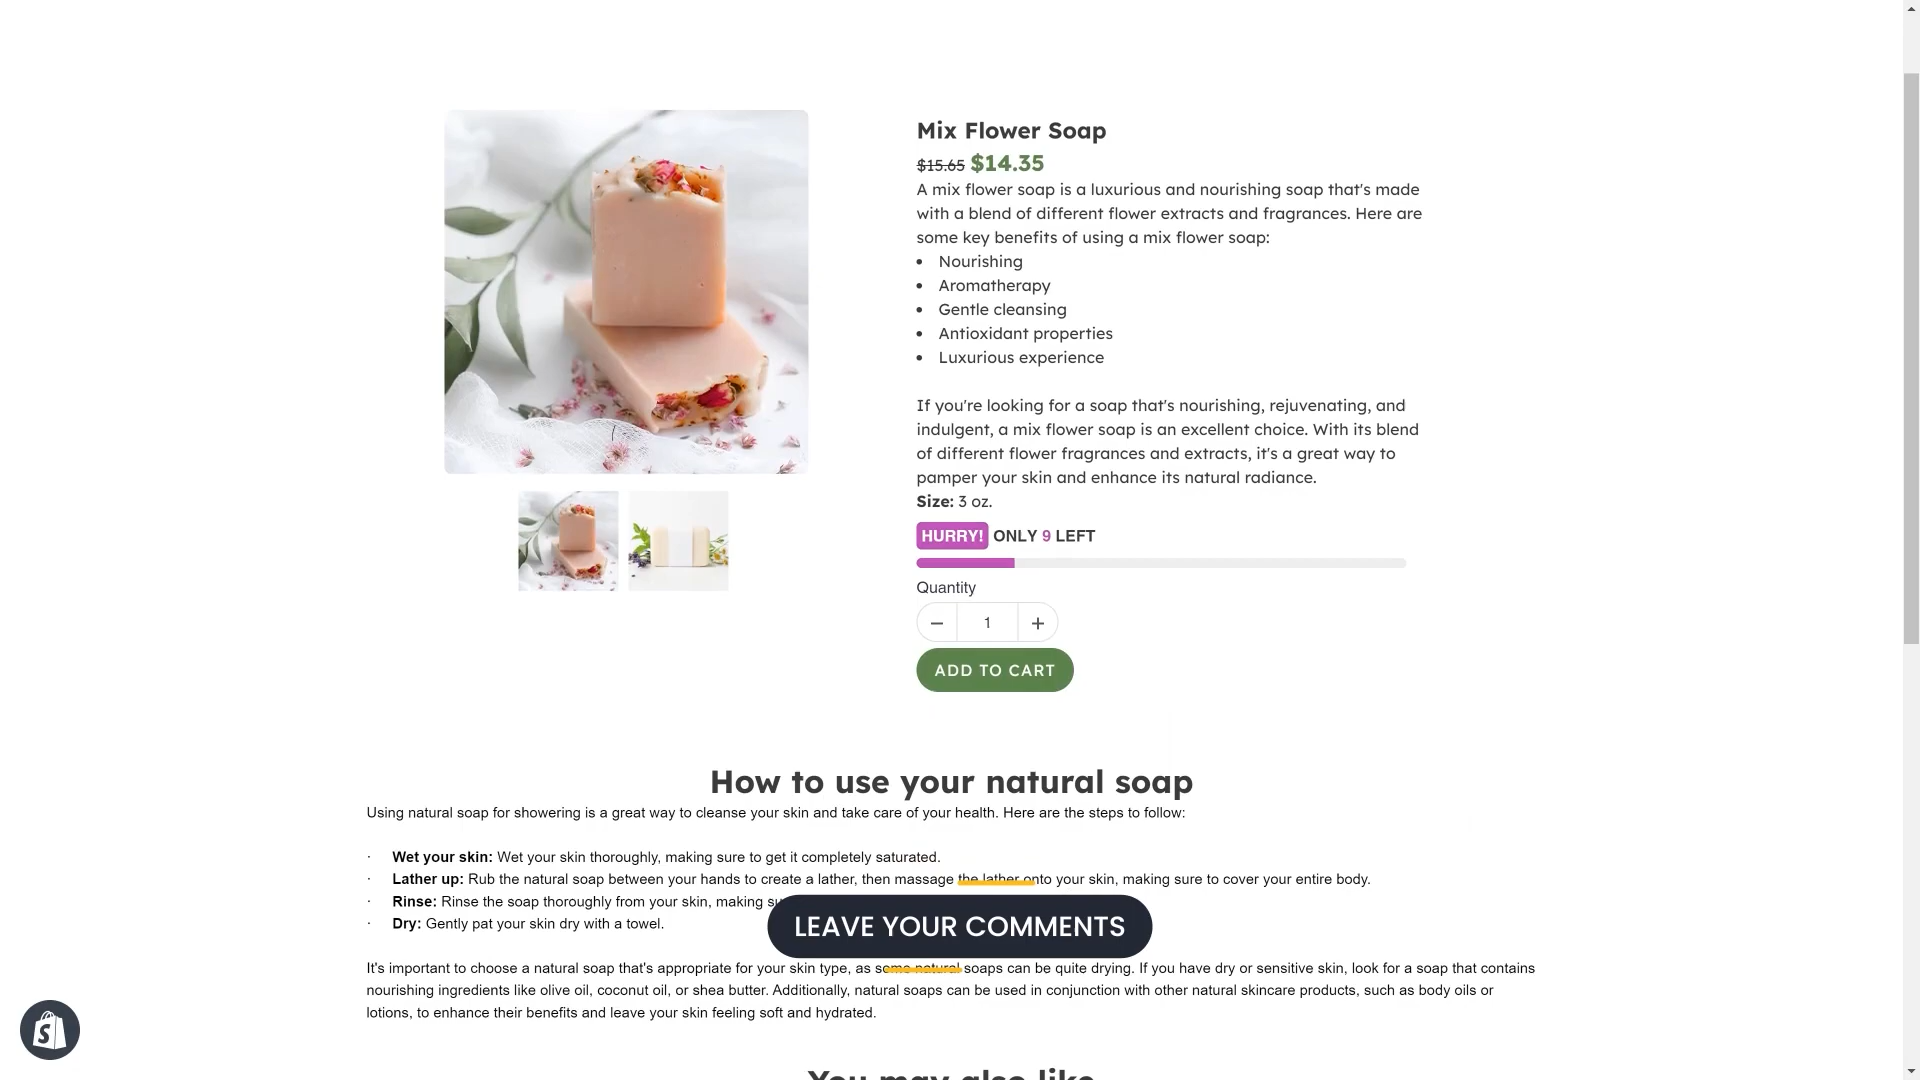 Mix Flower Soap
$15.65 $14.35
A mix flower soap is a luxurious and nourishing soap that's made
with a blend of different flower extracts and fragrances. Here are
some key benefits of using a mix flower soap:
• Nourishing
• Aromatherapy
• Gentle cleansing
• Antioxidant properties
• Luxurious experience
If you're looking for a soap that's nourishing, rejuvenating, and
indulgent, a mix flower soap is an excellent choice. With its blend
of different flower fragrances and extracts, it's a great way to
pamper your skin and enhance its natural radiance.
Size: 3 oz.
HURRY! ONLY 9 LEFT
Quantity
− 1 +
ADD TO CART
How to use your natural soap
Using natural soap for showering is a great way to cleanse your skin and take care of your health. Here are the steps to follow:
· Wet your skin: Wet your skin thoroughly, making sure to get it completely saturated.
· Lather up: Rub the natural soap between your hands to create a lather, then massage the lather onto your skin, making sure to cover your entire body.
· Rinse: Rinse the soap thoroughly from your skin, making
· Dry: Gently pat your skin dry with a towel.
LEAVE YOUR COMMENTS
It's important to choose a natural soap that's appropriate for your skin type, as some natural soaps can be quite drying. If you have dry or sensitive skin, look for a soap that contains
nourishing ingredients like olive oil, coconut oil, or shea butter. Additionally, natural soaps can be used in conjunction with other natural skincare products, such as body oils or
lotions, to enhance their benefits and leave your skin feeling soft and hydrated.
You may also like